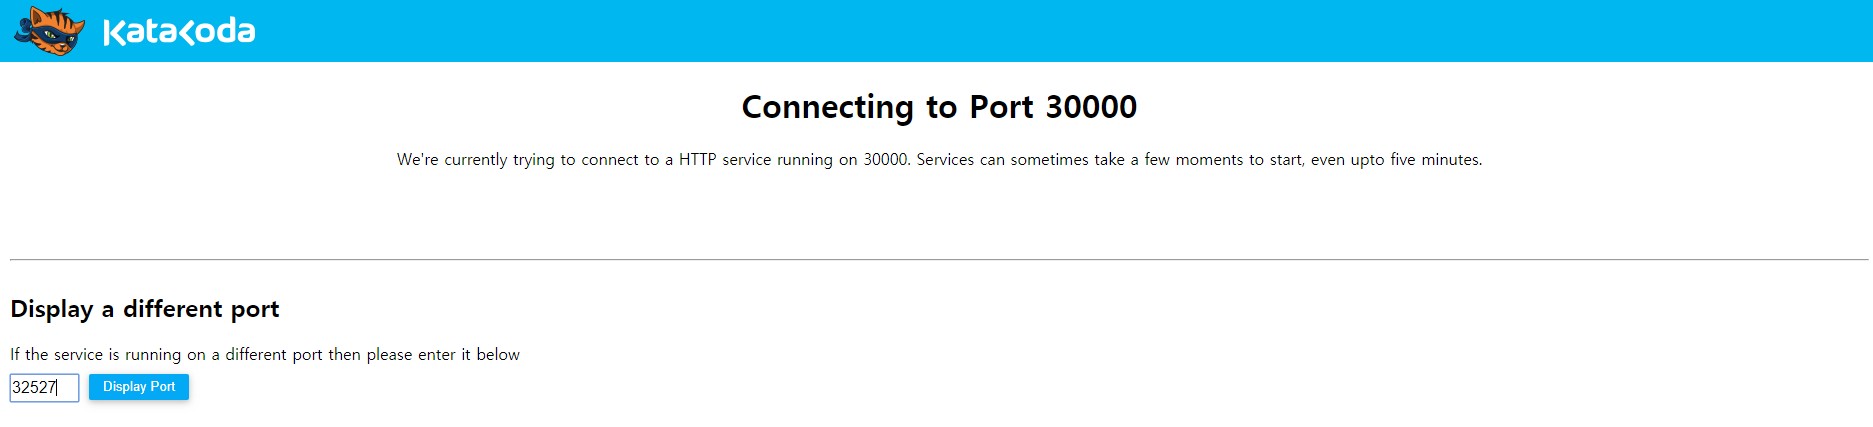 Katakoda
Connecting to Port 30000
We're currently trying to connect to a HTTP service running on 30000. Services can sometimes take a few moments to start, even upto five minutes.
Display a different port
If the service is running on a different port then please enter it below
32527
Display Port